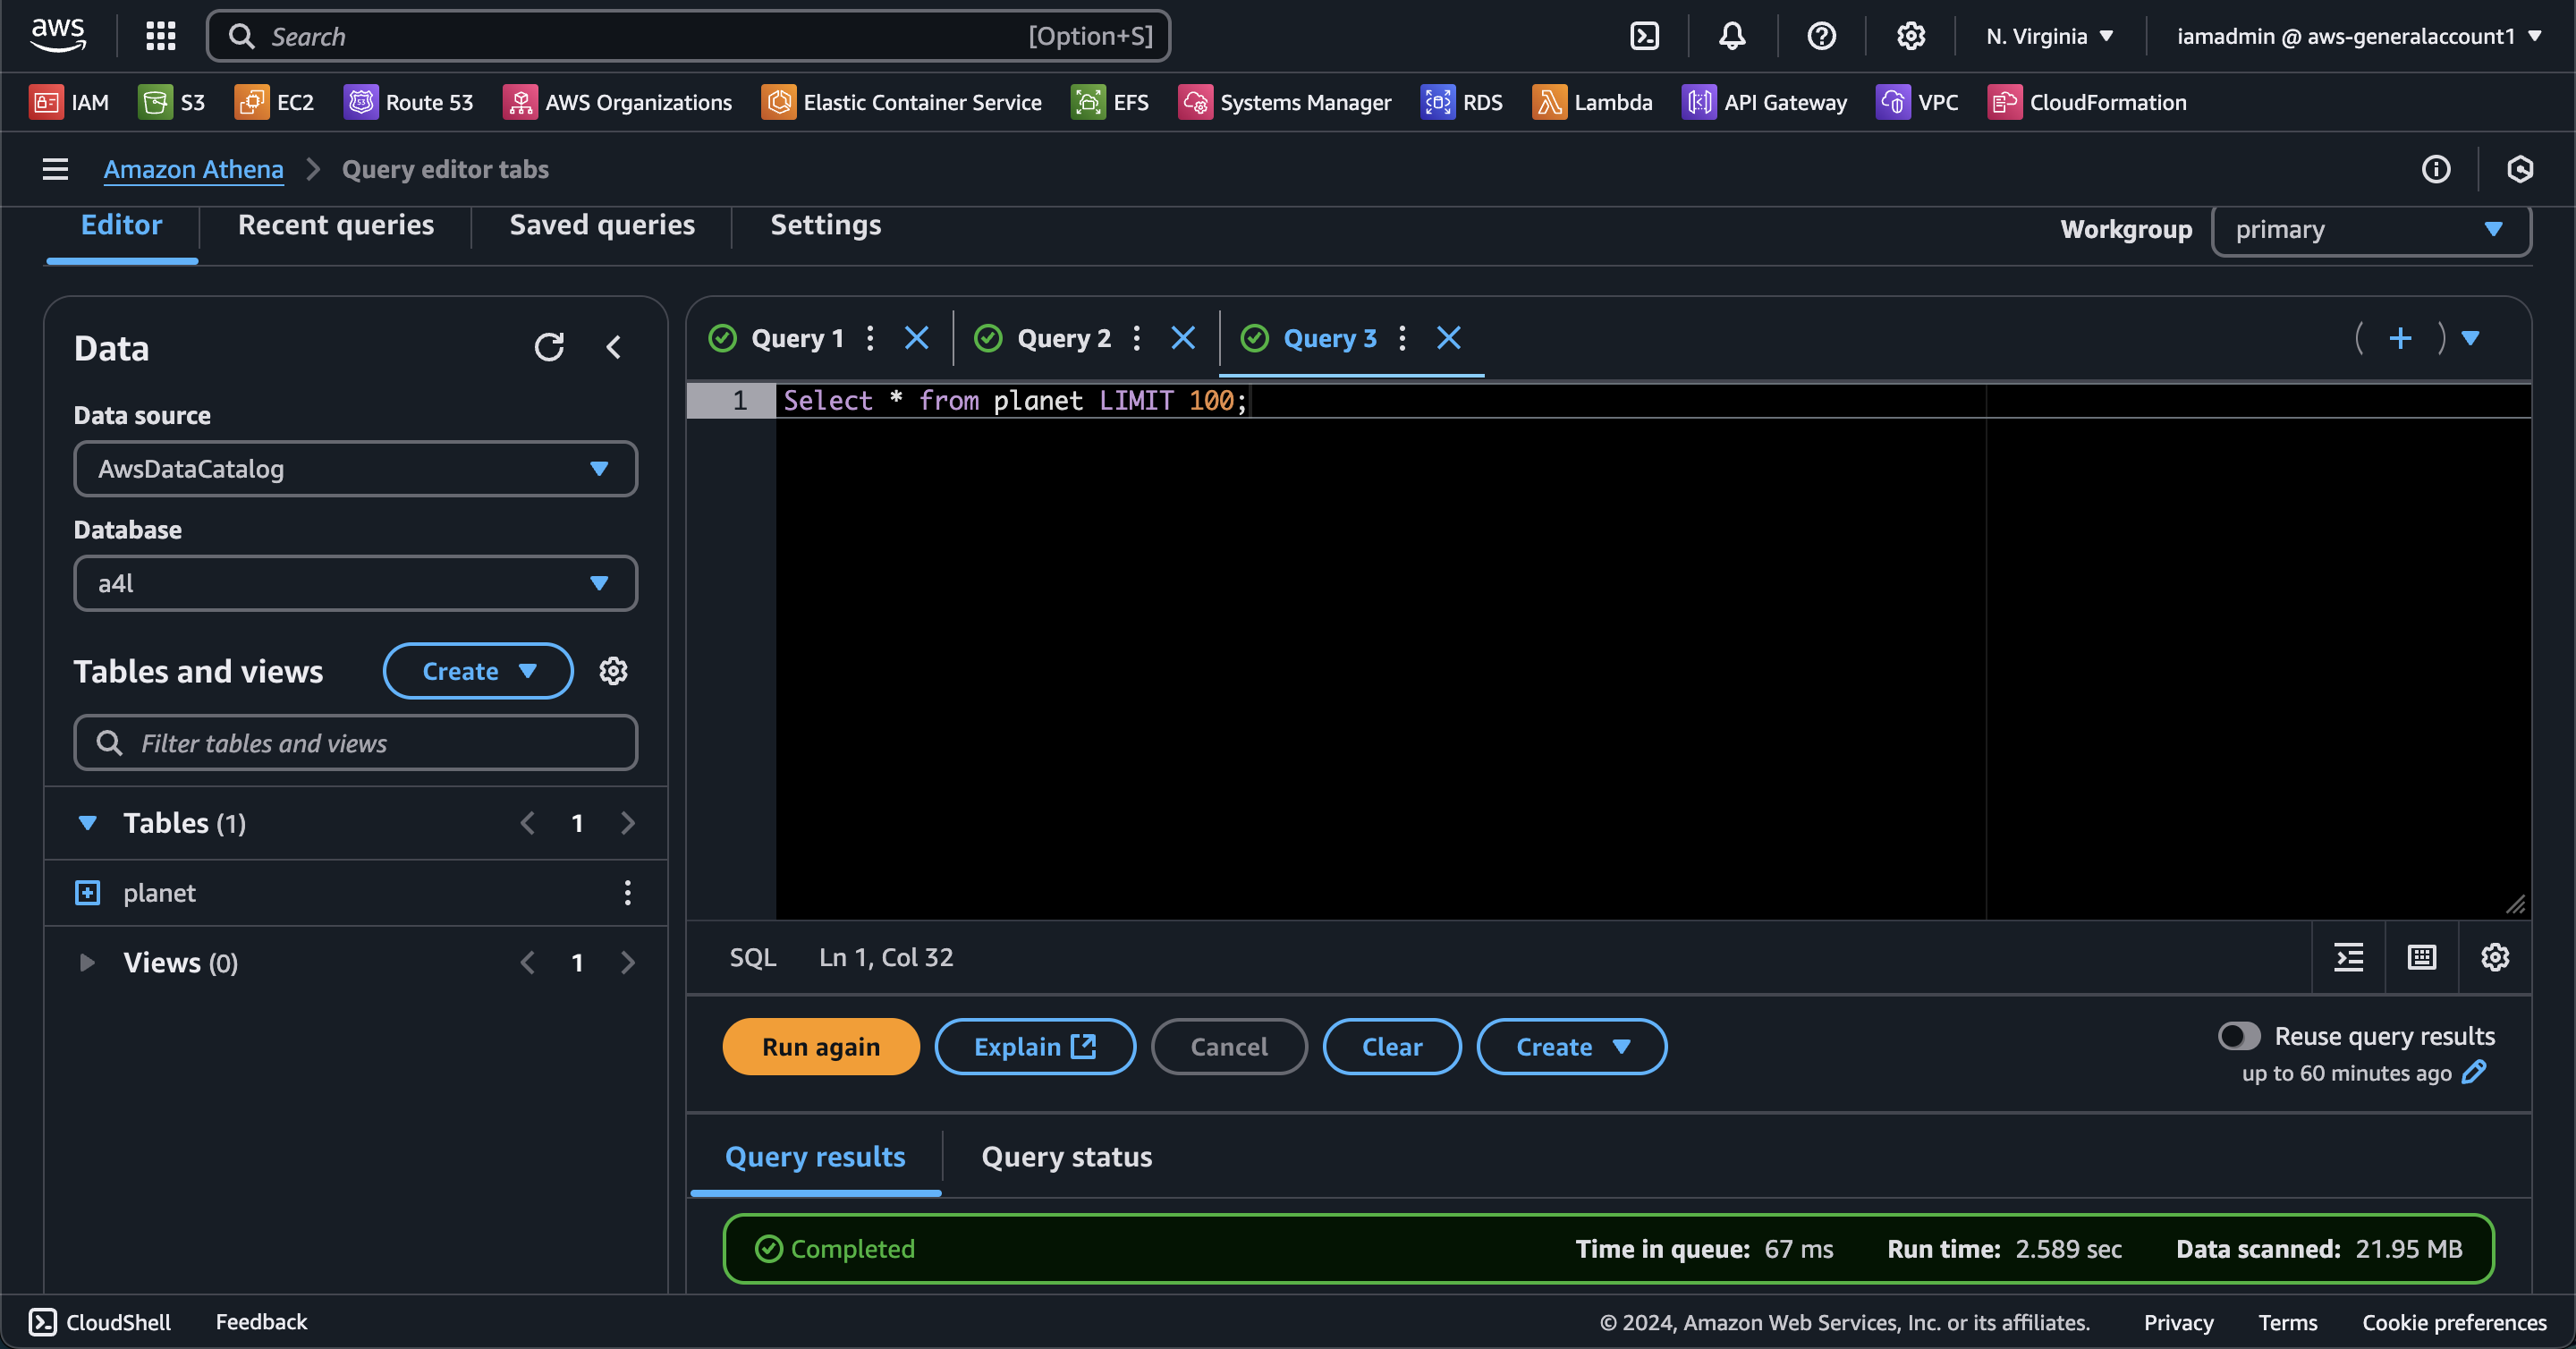 aws
Search [Option+S]
N. Virginia
iamadmin @ aws-generalaccount1
IAM S3 EC2 Route 53 AWS Organizations Elastic Container Service EFS Systems Manager RDS Lambda API Gateway VPC CloudFormation
Amazon Athena Query editor tabs
Editor Recent queries Saved queries Settings
Workgroup primary
Data
Data source
AwsDataCatalog
Database
a4l
Tables and views Create
Filter tables and views
Tables (1) 1
planet
Views (0) 1
Query 1 Query 2 Query 3
1 Select * from planet LIMIT 100;
SQL Ln 1, Col 32
Run again Explain Cancel Clear Create
Reuse query results
up to 60 minutes ago
Query results Query status
Completed Time in queue: 67 ms Run time: 2.589 sec Data scanned: 21.95 MB
CloudShell Feedback © 2024, Amazon Web Services, Inc. or its affiliates. Privacy Terms Cookie preferences